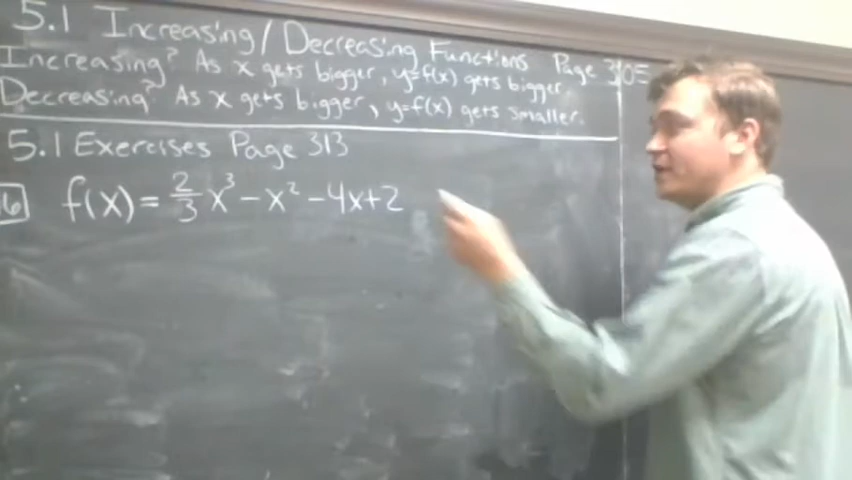 5.1 Increasing/Decreasing Functions Page 305
Increasing? As x gets bigger, y=f(x) gets bigger.
Decreasing? As x gets bigger, y=f(x) gets smaller.
5.1 Exercises Page 313
16 f(x) = 2/3 x³ - x² - 4x + 2